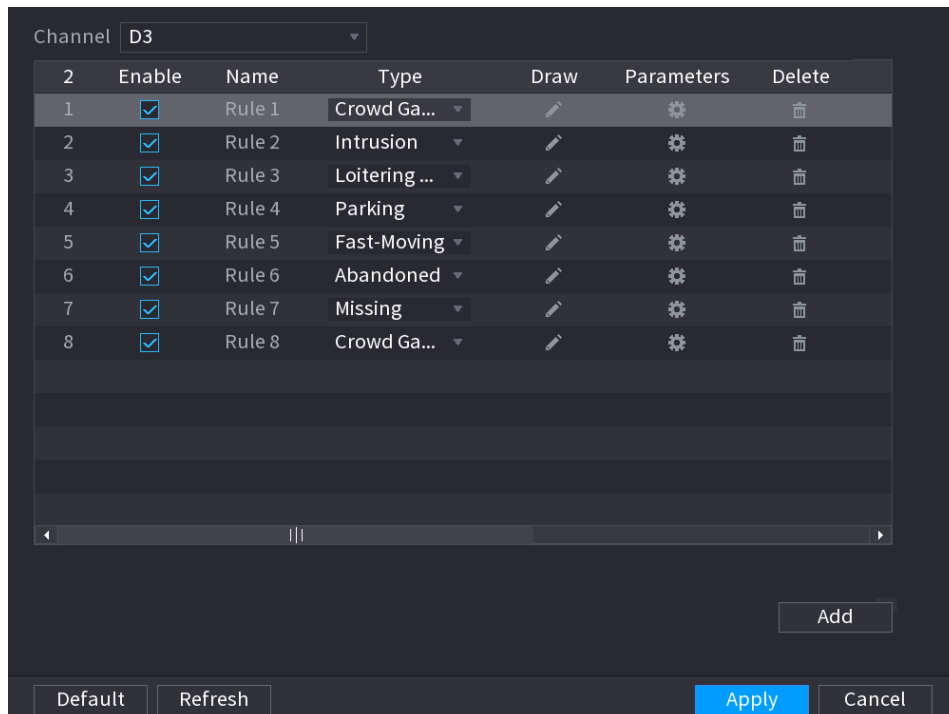 Channel D3
2 Enable Name Type Draw Parameters Delete
1 Rule 1 Crowd Ga...
2 Rule 2 Intrusion
3 Rule 3 Loitering ...
4 Rule 4 Parking
5 Rule 5 Fast-Moving
6 Rule 6 Abandoned
7 Rule 7 Missing
8 Rule 8 Crowd Ga...
Add
Default Refresh Apply Cancel